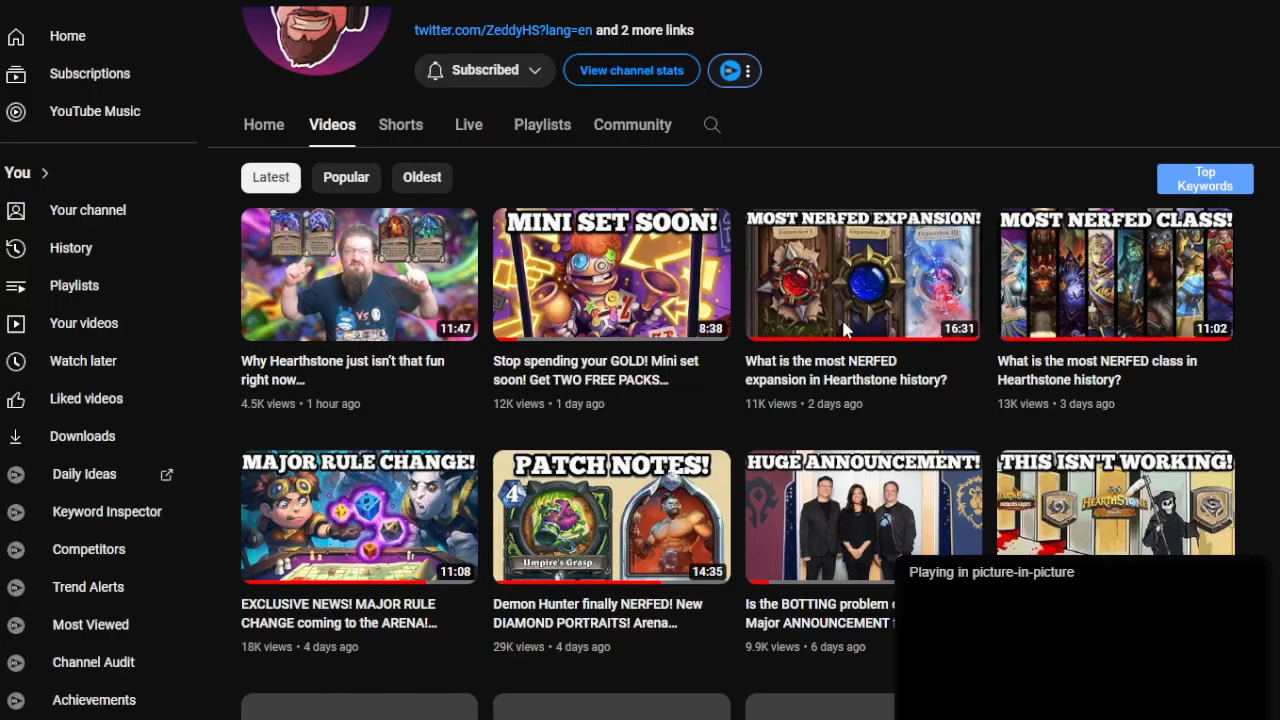 twitter.com/ZeddyHS?lang=en and 2 more links
Home
Subscriptions
YouTube Music
You
Your channel
History
Playlists
Your videos
Watch later
Liked videos
Downloads
Daily Ideas
Keyword Inspector
Competitors
Trend Alerts
Most Viewed
Channel Audit
Achievements
Subscribed
View channel stats
Home
Videos
Shorts
Live
Playlists
Community
Latest
Popular
Oldest
Top
Keywords
11:47
Why Hearthstone just isn't that fun
right now...
4.5K views • 1 hour ago
MINI SET SOON!
8:38
Stop spending your GOLD! Mini set
soon! Get TWO FREE PACKS...
12K views • 1 day ago
MOST NERFED EXPANSION!
Expansion I
Expansion II
Expansion III
16:31
What is the most NERFED
expansion in Hearthstone history?
11K views • 2 days ago
MOST NERFED CLASS!
11:02
What is the most NERFED class in
Hearthstone history?
13K views • 3 days ago
MAJOR RULE CHANGE!
11:08
EXCLUSIVE NEWS! MAJOR RULE
CHANGE coming to the ARENA!...
18K views • 4 days ago
PATCH NOTES!
4
Umpire's Grasp
14:35
Demon Hunter finally NERFED! New
DIAMOND PORTRAITS! Arena...
29K views • 4 days ago
HUGE ANNOUNCEMENT!
Is the BOTTING problem
Major ANNOUNCEMENT
9.9K views • 6 days ago
THIS ISN'T WORKING!
HEARTHSTONE
Playing in picture-in-picture